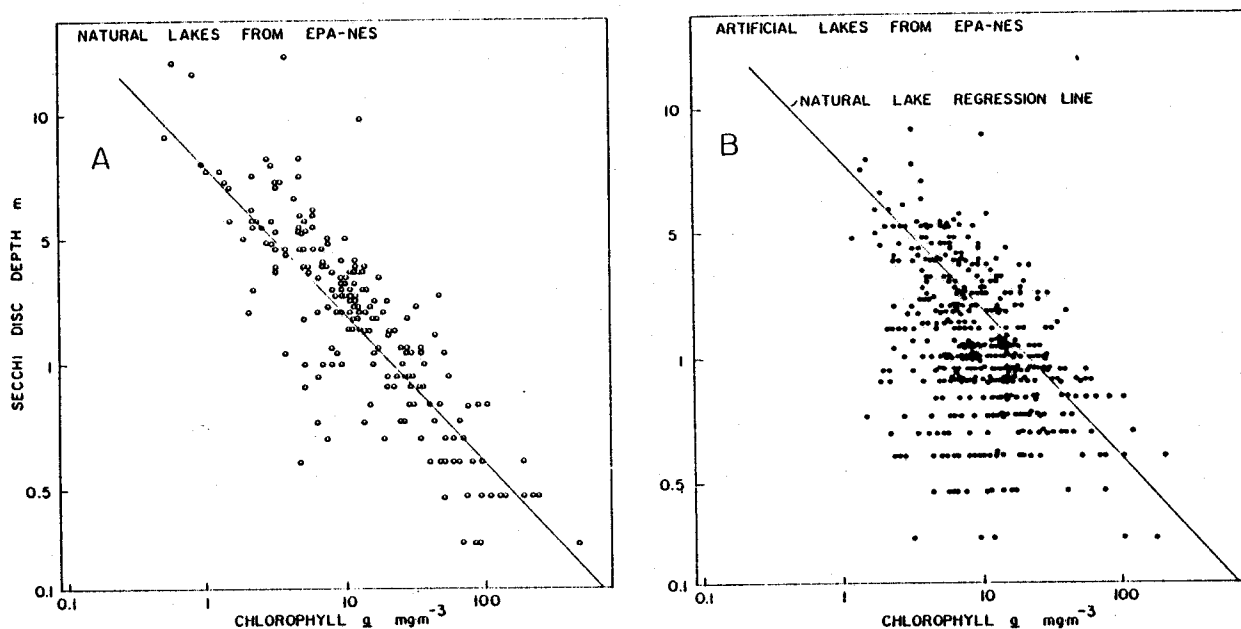 NATURAL LAKES FROM EPA-NES
10
A
5
SECCHI DISC DEPTH m
1
0.5
0.1
0.1 1 10 100
CHLOROPHYLL a mg·m-3
ARTIFICIAL LAKES FROM EPA-NES
10
NATURAL LAKE REGRESSION LINE
B
5
1
0.5
0.1
0.1 1 10 100
CHLOROPHYLL a mg·m-3